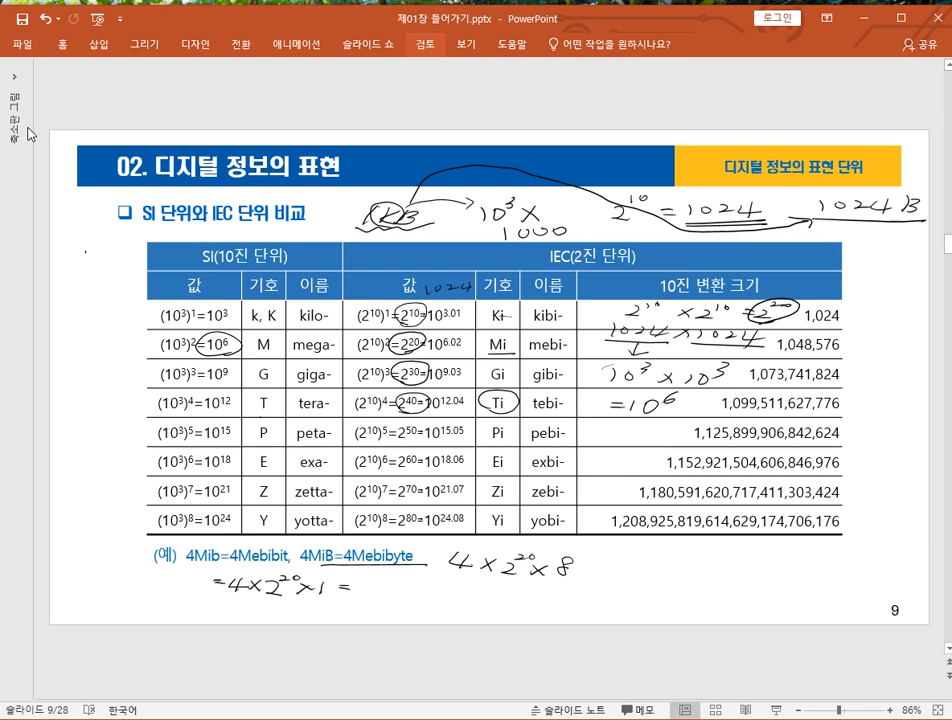 제01장 들어가기.pptx - PowerPoint
로그인
파일 홈 삽입 그리기 디자인 전환 애니메이션 슬라이드 쇼 검토 보기 도움말 어떤 작업을 원하시나요? 공유
축소판 그림
02. 디지털 정보의 표현 디지털 정보의 표현 단위
❑ SI 단위와 IEC 단위 비교 KB 10³ X 2¹⁰ = 1024 1024 B
1000
SI(10진 단위) IEC(2진 단위)
값 기호 이름 값 1024 기호 이름 10진 변환 크기
(10³)¹=10³ k, K kilo- (2¹⁰)¹=2¹⁰=10³·⁰¹ Ki kibi- 2¹⁰ x 2¹⁰ = 2²⁰ 1,024
1024 x 1024
(10³)²=10⁶ M mega- (2¹⁰)²=2²⁰=10⁶·⁰² Mi mebi- 1,048,576
(10³)³=10⁹ G giga- (2¹⁰)³=2³⁰=10⁹·⁰³ Gi gibi- 10³ x 10³ 1,073,741,824
(10³)⁴=10¹² T tera- (2¹⁰)⁴=2⁴⁰=10¹²·⁰⁴ Ti tebi- =10⁶ 1,099,511,627,776
(10³)⁵=10¹⁵ P peta- (2¹⁰)⁵=2⁵⁰=10¹⁵·⁰⁵ Pi pebi- 1,125,899,906,842,624
(10³)⁶=10¹⁸ E exa- (2¹⁰)⁶=2⁶⁰=10¹⁸·⁰⁶ Ei exbi- 1,152,921,504,606,846,976
(10³)⁷=10²¹ Z zetta- (2¹⁰)⁷=2⁷⁰=10²¹·⁰⁷ Zi zebi- 1,180,591,620,717,411,303,424
(10³)⁸=10²⁴ Y yotta- (2¹⁰)⁸=2⁸⁰=10²⁴·⁰⁸ Yi yobi- 1,208,925,819,614,629,174,706,176
(예) 4Mib=4Mebibit, 4MiB=4Mebibyte 4 x 2²⁰ x 8
=4x2²⁰x1 =
9
슬라이드 9/28 한국어 슬라이드 노트 메모 86%